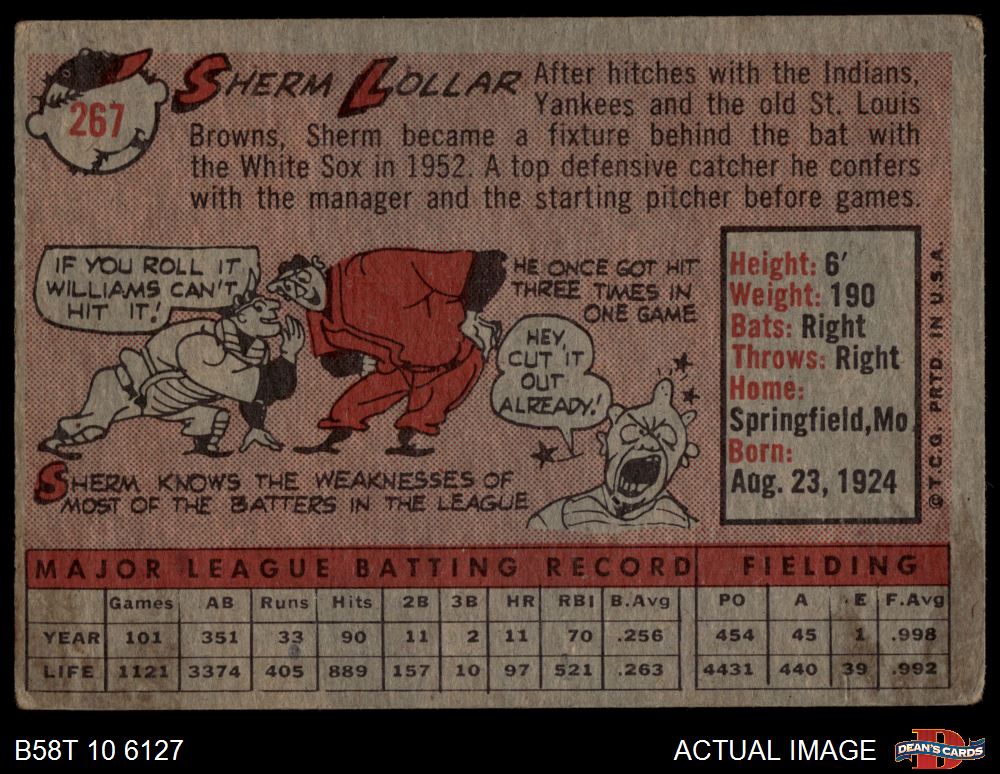 267
SHERM LOLLAR
After hitches with the Indians,
Yankees and the old St. Louis
Browns, Sherm became a fixture behind the bat with
the White Sox in 1952. A top defensive catcher he confers
with the manager and the starting pitcher before games.
IF YOU ROLL IT
WILLIAMS CAN'T
HIT IT!
HE ONCE GOT HIT
THREE TIMES IN
ONE GAME
HEY,
CUT IT
OUT
ALREADY!
SHERM KNOWS THE WEAKNESSES OF
MOST OF THE BATTERS IN THE LEAGUE
Height: 6'
Weight: 190
Bats: Right
Throws: Right
Home:
Springfield, Mo
Born:
Aug. 23, 1924
©T.C.G. PRTD. IN U.S.A.
MAJOR LEAGUE BATTING RECORD FIELDING
Games AB Runs Hits 2B 3B HR RBI B.Avg PO A E F.Avg
YEAR 101 351 33 90 11 2 11 70 .256 454 45 1 .998
LIFE 1121 3374 405 889 157 10 97 521 .263 4431 440 39 .992
B58T 10 6127
ACTUAL IMAGE
D
DEAN'S CARDS